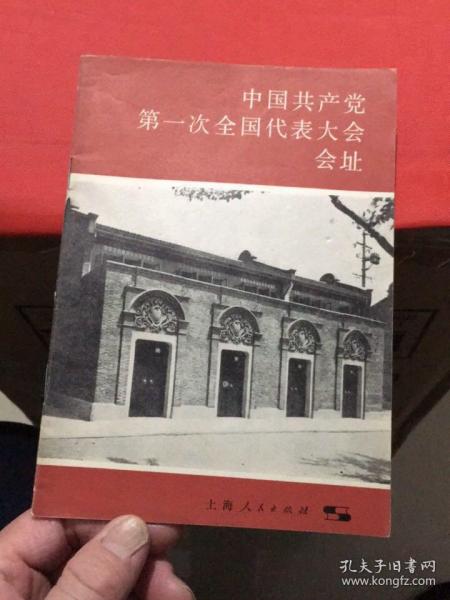 中国共产党
第一次全国代表大会
会址
上海人民出版社
孔夫子旧书网
www.kongfz.com